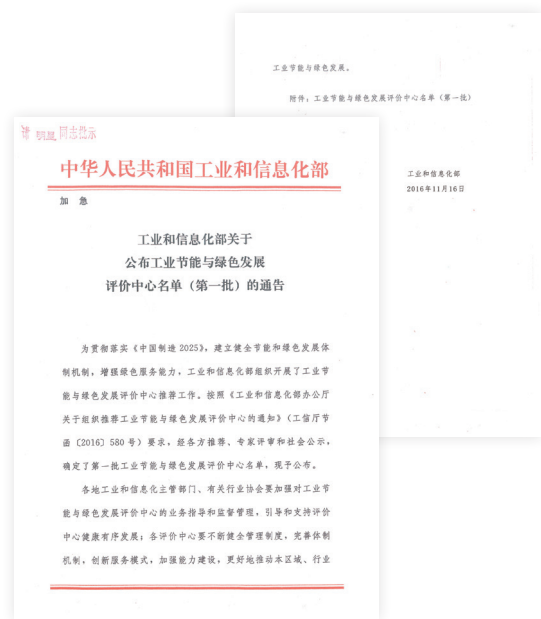 请 明显 同志批示
中华人民共和国工业和信息化部
加 急
工业和信息化部关于
公布工业节能与绿色发展
评价中心名单（第一批）的通告
为贯彻落实《中国制造 2025》，建立健全节能和绿色发展体
制机制，增强绿色服务能力，工业和信息化部组织开展了工业节
能与绿色发展评价中心推荐工作。按照《工业和信息化部办公厅
关于组织推荐工业节能与绿色发展评价中心的通知》（工信厅节
函〔2016〕580 号）要求，经各方推荐、专家评审和社会公示，
确定了第一批工业节能与绿色发展评价中心名单，现予公布。
各地工业和信息化主管部门、有关行业协会要加强对工业节
能与绿色发展评价中心的业务指导和监督管理，引导和支持评价
中心健康有序发展；各评价中心要不断健全管理制度，完善体制
机制，创新服务模式，加强能力建设，更好地推动本区域、行业
工业节能与绿色发展。
附件：工业节能与绿色发展评价中心名单（第一批）
工业和信息化部
2016年11月16日